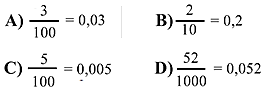 A) 3/100 = 0,03 B) 2/10 = 0,2
C) 5/100 = 0,005 D) 52/1000 = 0,052